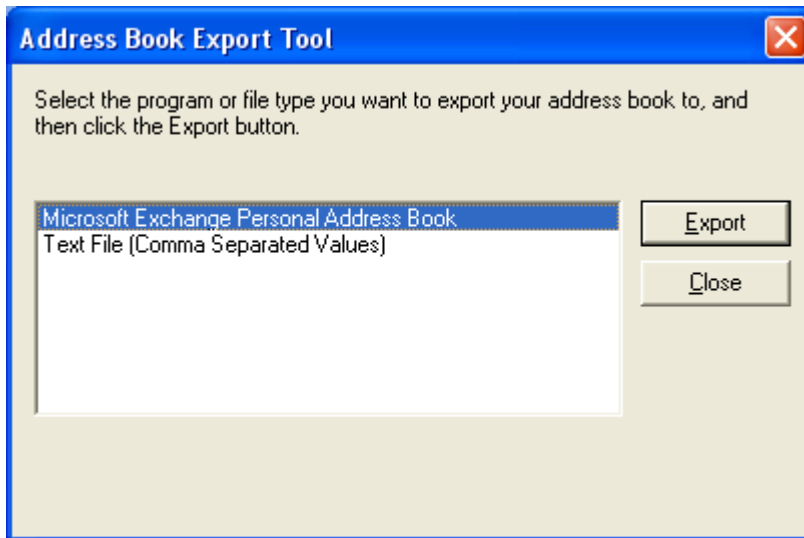 Address Book Export Tool
Select the program or file type you want to export your address book to, and
then click the Export button.
Microsoft Exchange Personal Address Book
Text File (Comma Separated Values)
Export
Close